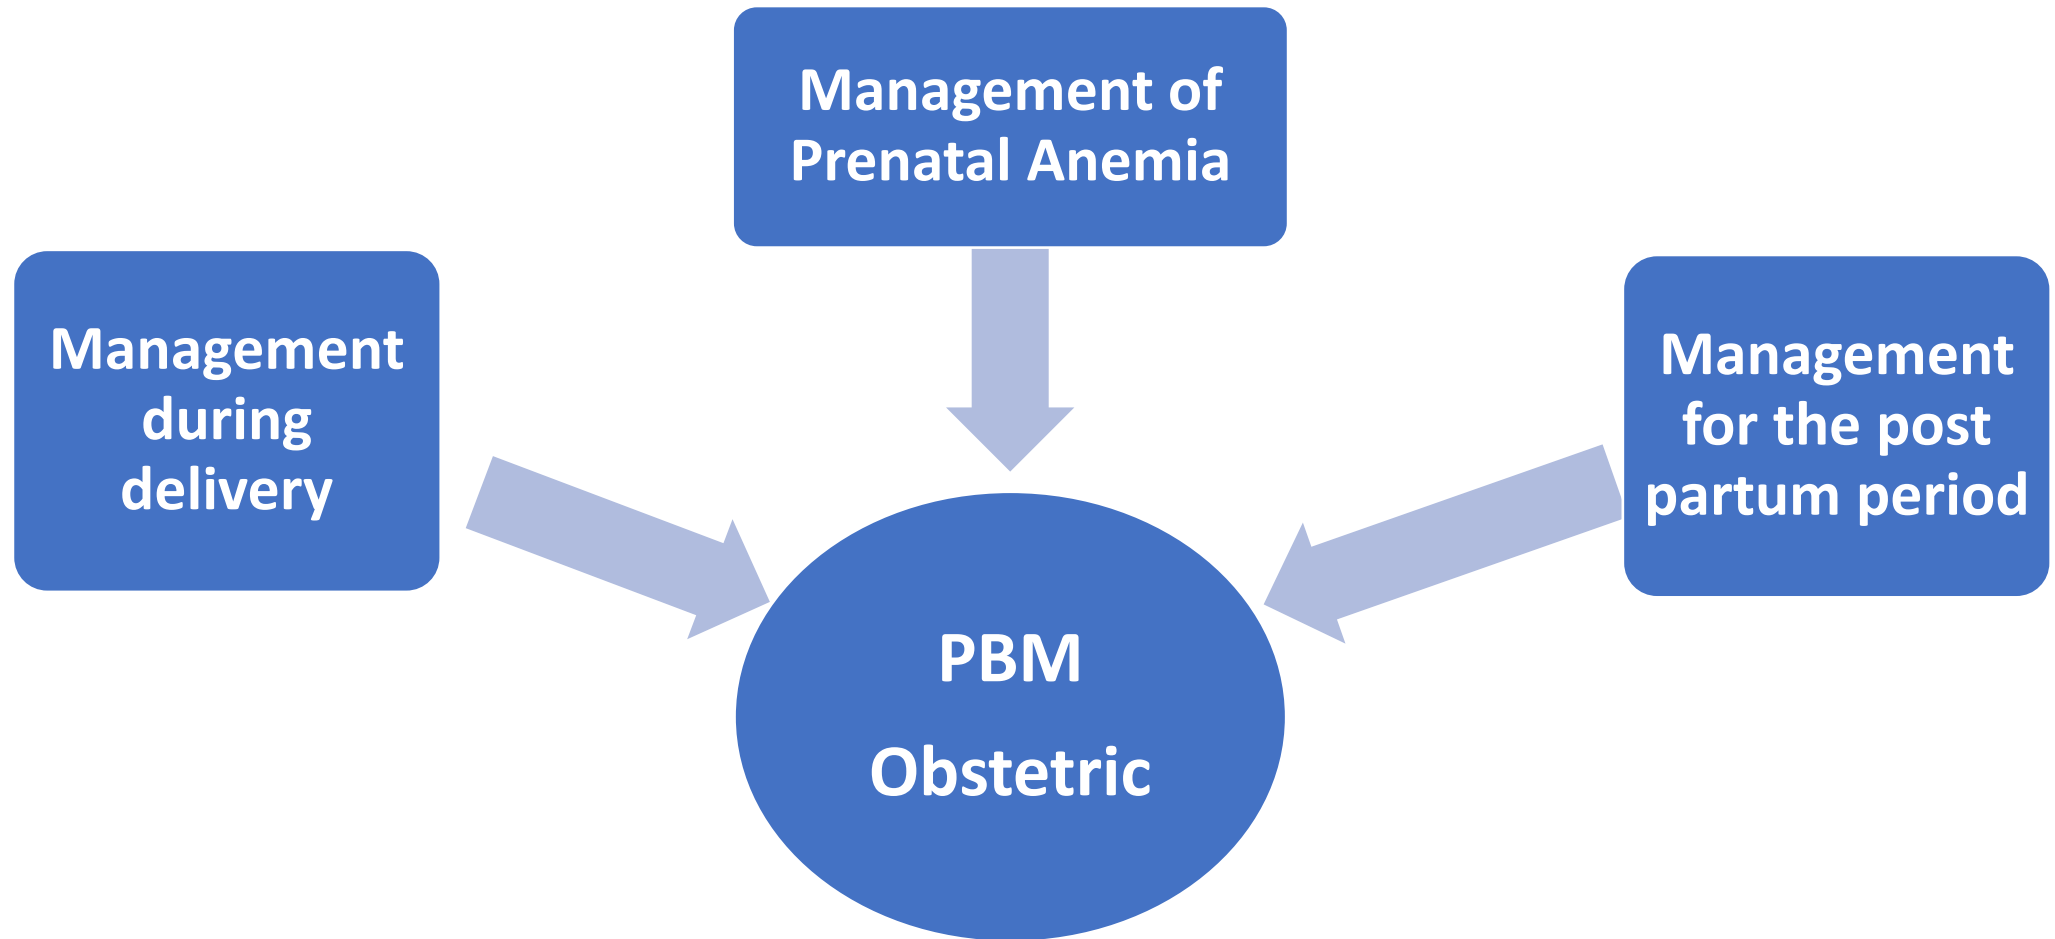 Management of
Prenatal Anemia
Management
during
delivery
Management
for the post
partum period
PBM
Obstetric